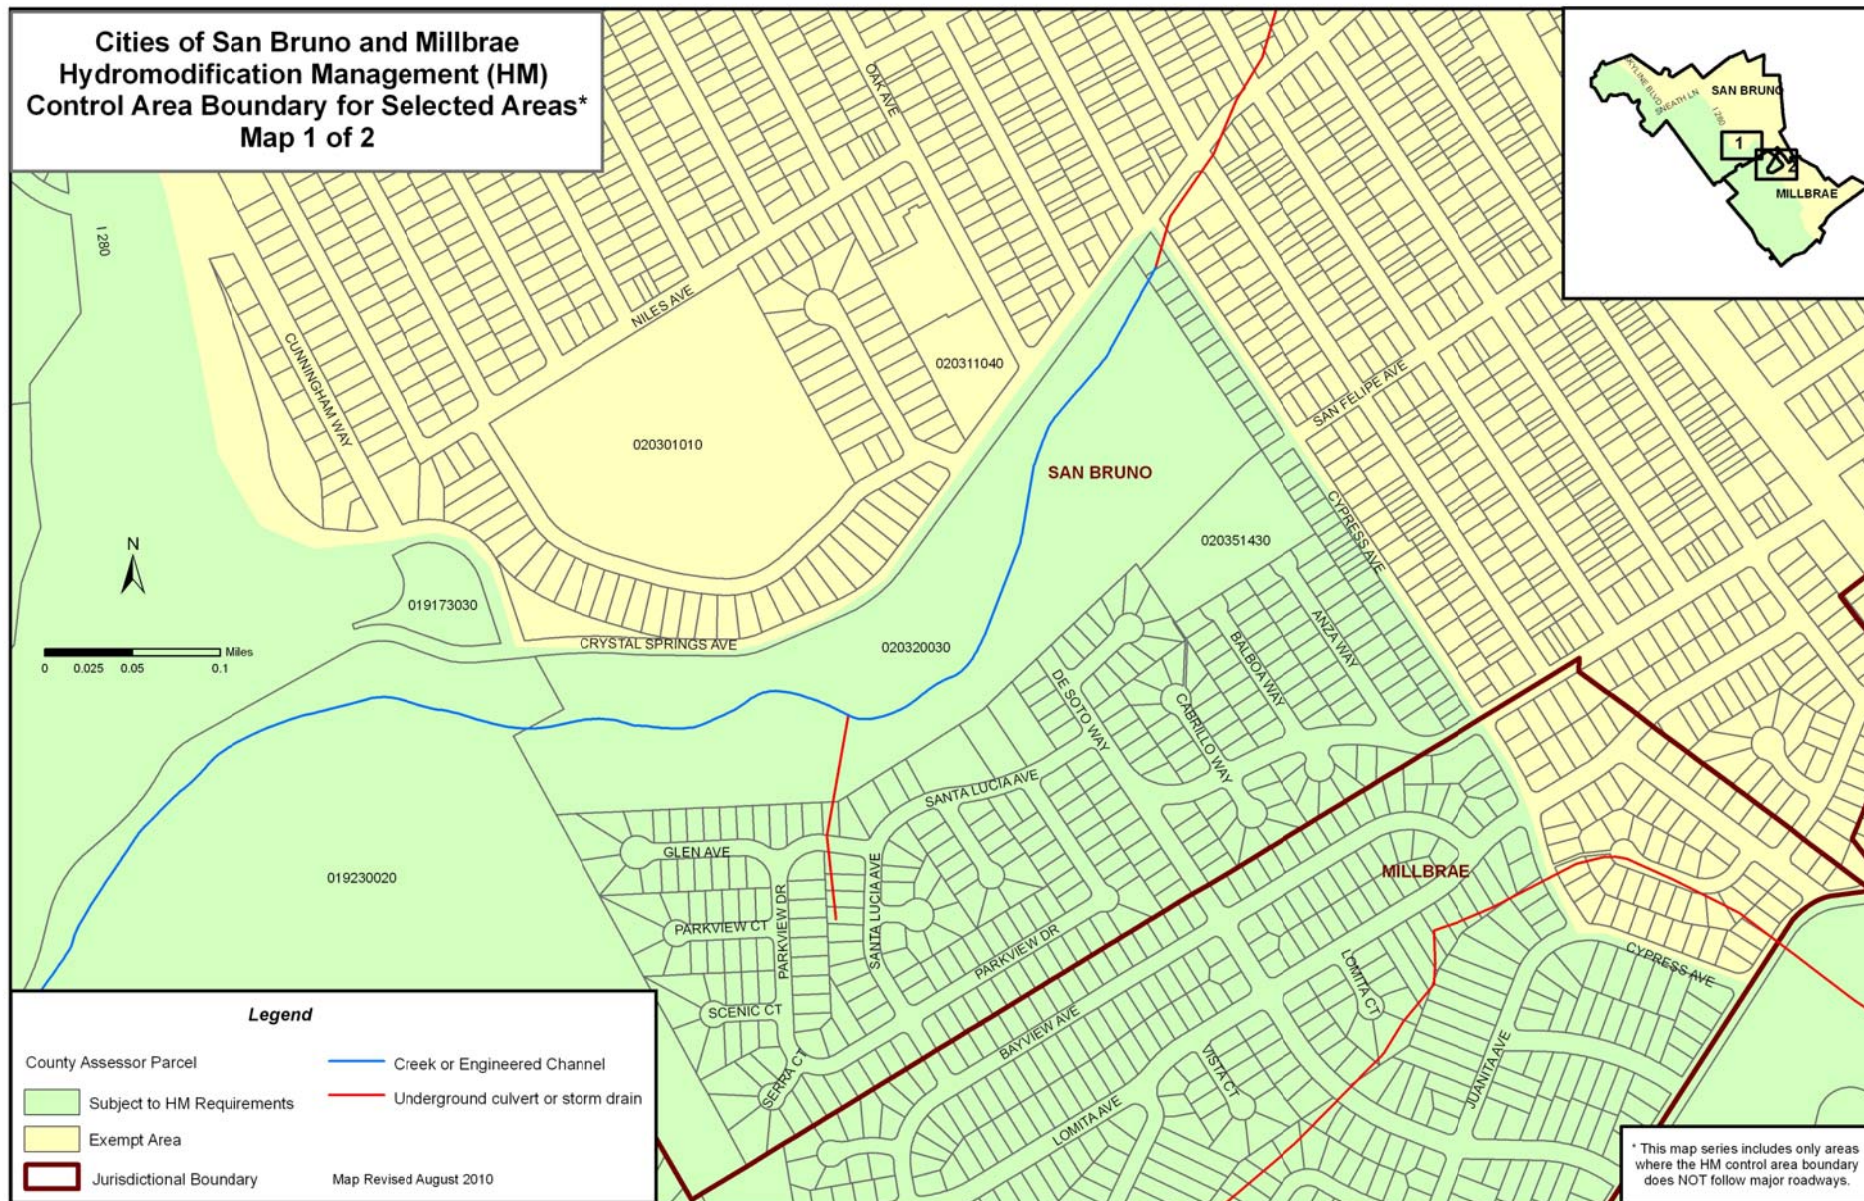 Cities of San Bruno and Millbrae
Hydromodification Management (HM)
Control Area Boundary for Selected Areas*
Map 1 of 2
SKYLINE BLVD
SNEATH LN
I 280
SAN BRUNO
1
2
MILLBRAE
OAK AVE
I 280
NILES AVE
CUNNINGHAM WAY
020311040
SAN FELIPE AVE
020301010
SAN BRUNO
CYPRESS AVE
020351430
N
019173030
CRYSTAL SPRINGS AVE
020320030
ANZA WAY
BALBOA WAY
DE SOTO WAY
CABRILLO WAY
0 0.025 0.05 0.1 Miles
SANTA LUCIA AVE
GLEN AVE
MILLBRAE
019230020
PARKVIEW DR
SANTA LUCIA AVE
PARKVIEW CT
PARKVIEW DR
LOMITA CT
CYPRESS AVE
SCENIC CT
BAYVIEW AVE
SERRA CT
VISTA CT
JUANITA AVE
LOMITA AVE
Legend
County Assessor Parcel
Subject to HM Requirements
Exempt Area
Jurisdictional Boundary
Creek or Engineered Channel
Underground culvert or storm drain
Map Revised August 2010
* This map series includes only areas
where the HM control area boundary
does NOT follow major roadways.